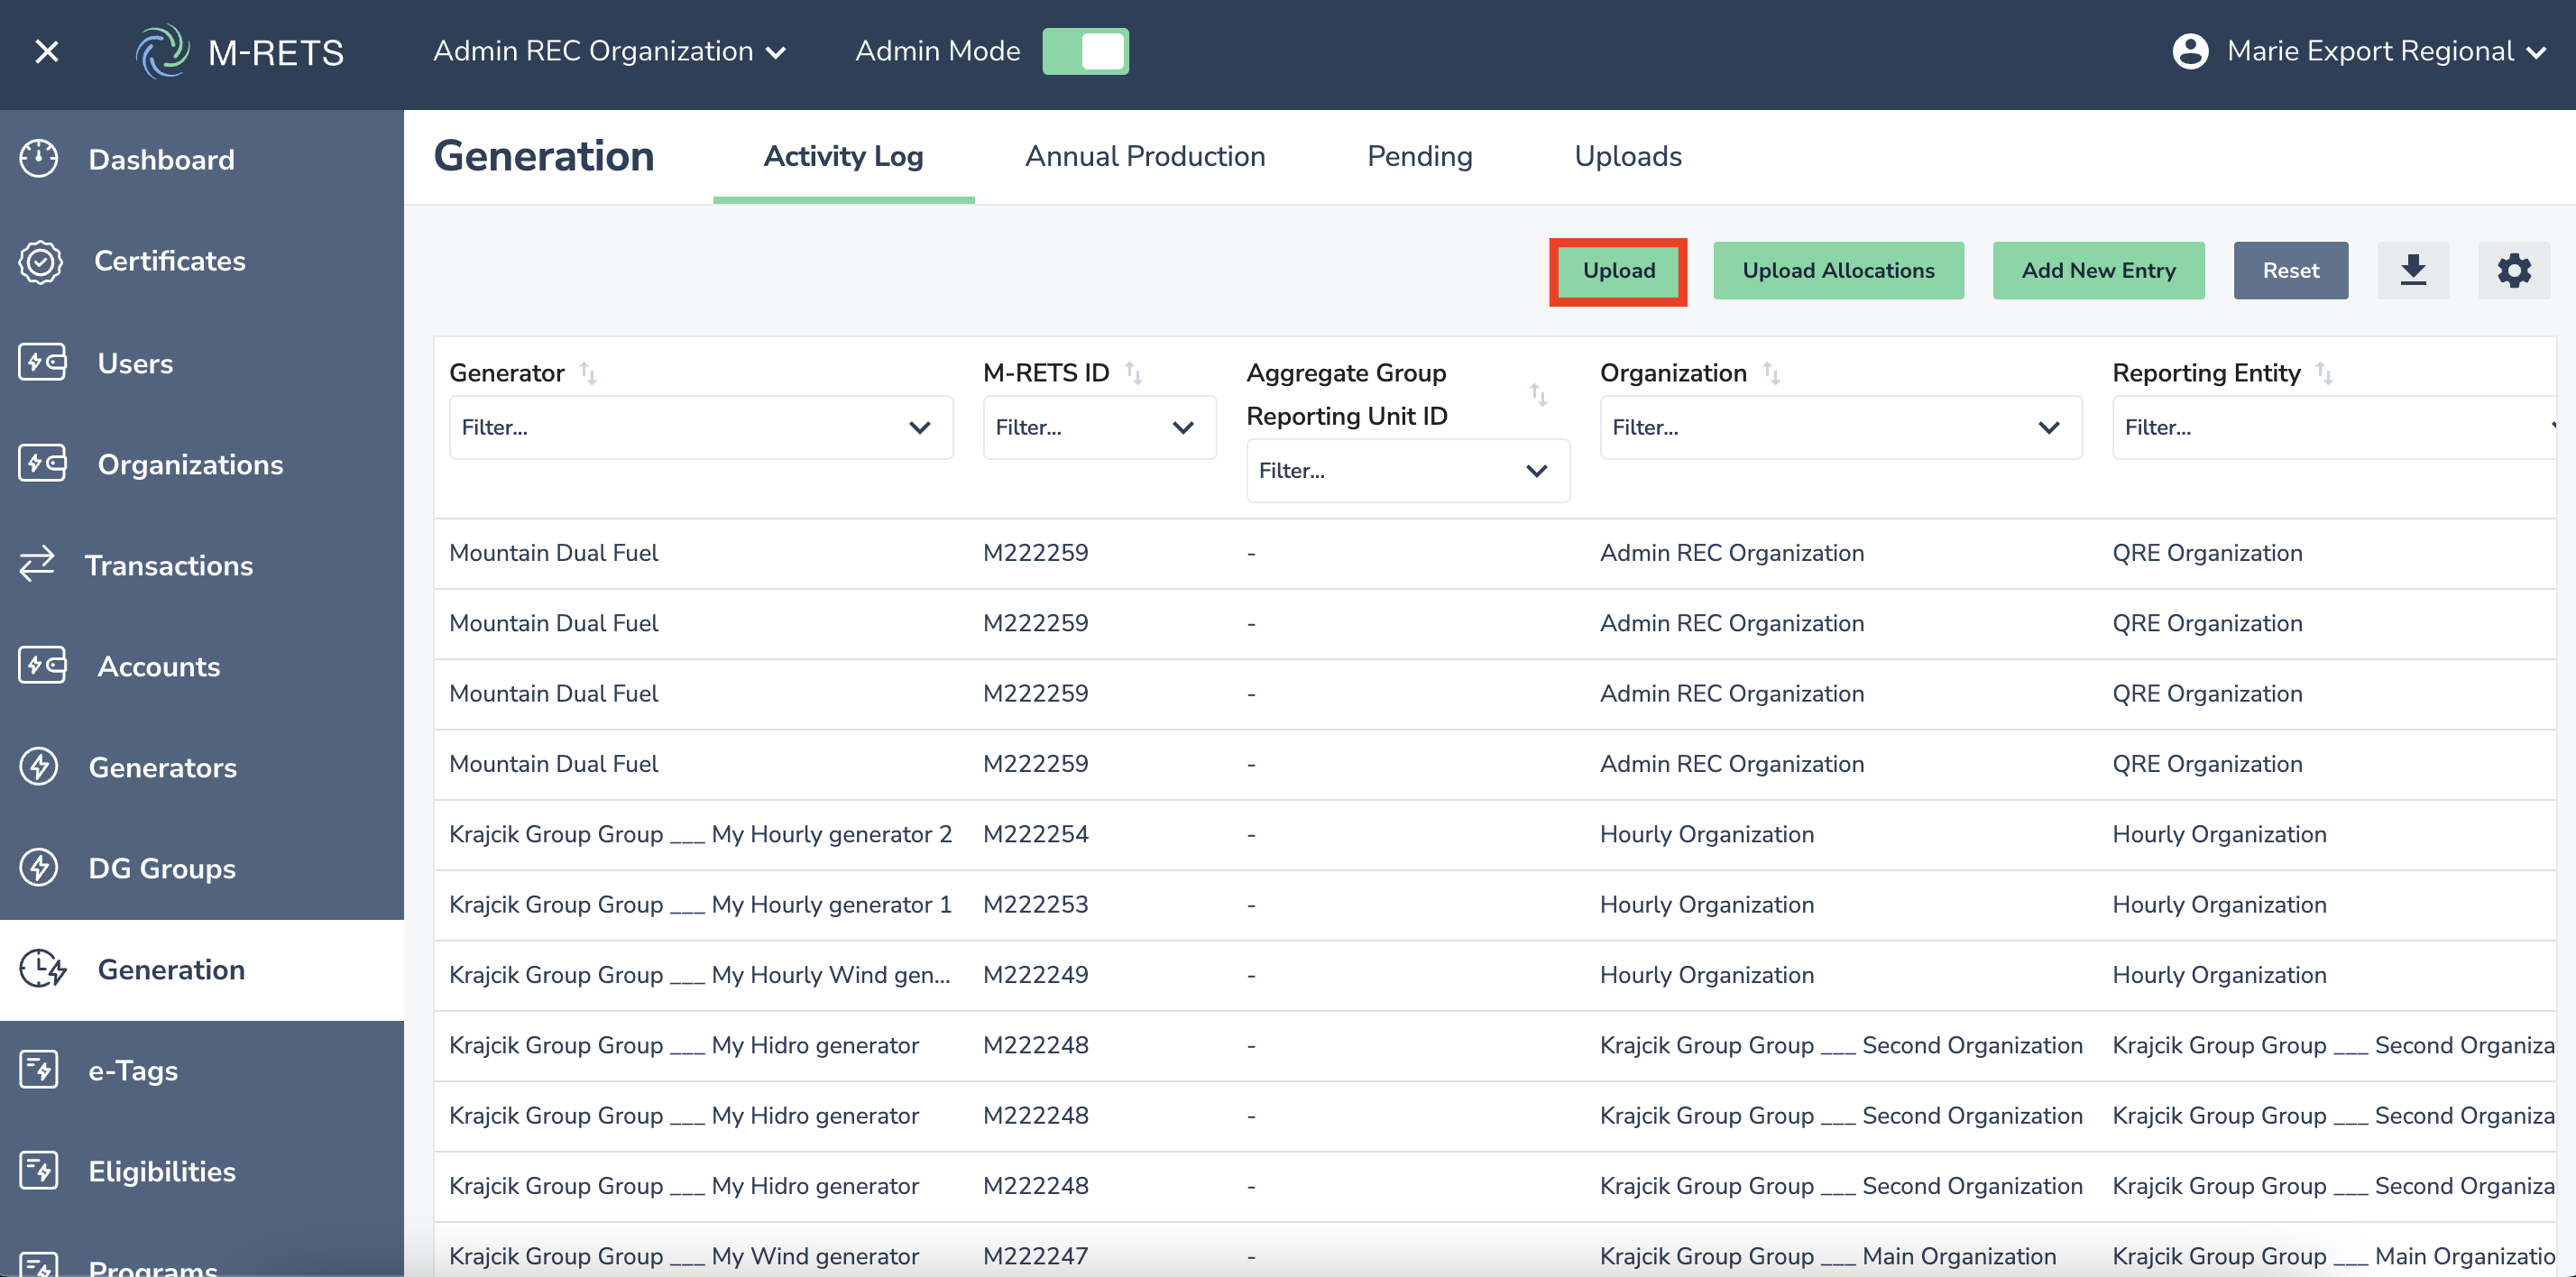 M-RETS
Admin REC Organization
Admin Mode
Marie Export Regional
Dashboard
Certificates
Users
Organizations
Transactions
Accounts
Generators
DG Groups
Generation
e-Tags
Eligibilities
Programs
Generation
Activity Log
Annual Production
Pending
Uploads
Upload
Upload Allocations
Add New Entry
Reset
Generator
M-RETS ID
Aggregate Group
Reporting Unit ID
Organization
Reporting Entity
Filter...
Filter...
Filter...
Filter...
Filter...
Mountain Dual Fuel M222259 - Admin REC Organization QRE Organization
Mountain Dual Fuel M222259 - Admin REC Organization QRE Organization
Mountain Dual Fuel M222259 - Admin REC Organization QRE Organization
Mountain Dual Fuel M222259 - Admin REC Organization QRE Organization
Krajcik Group Group ___ My Hourly generator 2 M222254 - Hourly Organization Hourly Organization
Krajcik Group Group ___ My Hourly generator 1 M222253 - Hourly Organization Hourly Organization
Krajcik Group Group ___ My Hourly Wind gen... M222249 - Hourly Organization Hourly Organization
Krajcik Group Group ___ My Hidro generator M222248 - Krajcik Group Group ___ Second Organization Krajcik Group Group ___ Second Organiza
Krajcik Group Group ___ My Hidro generator M222248 - Krajcik Group Group ___ Second Organization Krajcik Group Group ___ Second Organiza
Krajcik Group Group ___ My Hidro generator M222248 - Krajcik Group Group ___ Second Organization Krajcik Group Group ___ Second Organiza
Krajcik Group Group ___ My Wind generator M222247 - Krajcik Group Group ___ Main Organization Krajcik Group Group ___ Main Organizatio